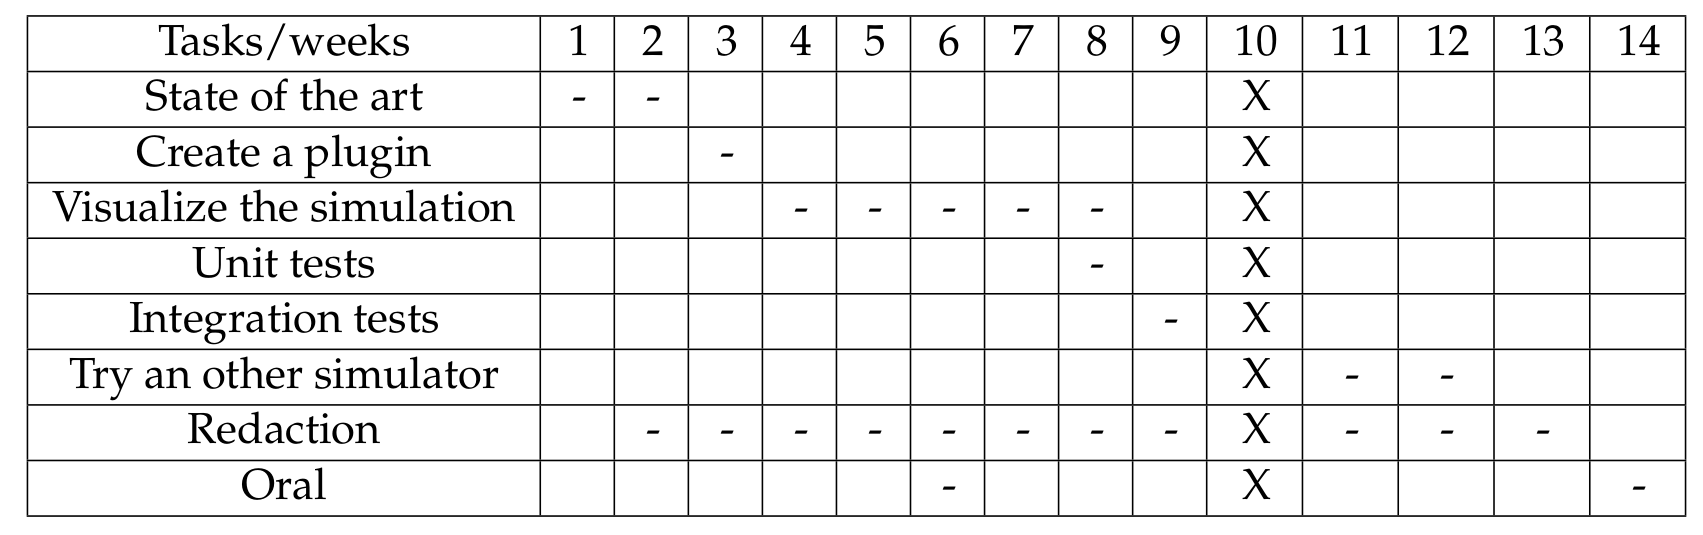 Tasks/weeks 1 2 3 4 5 6 7 8 9 10 11 12 13 14
State of the art - - X
Create a plugin - X
Visualize the simulation - - - - - X
Unit tests - X
Integration tests - X
Try an other simulator X - -
Redaction - - - - - - - - X - - -
Oral - X -